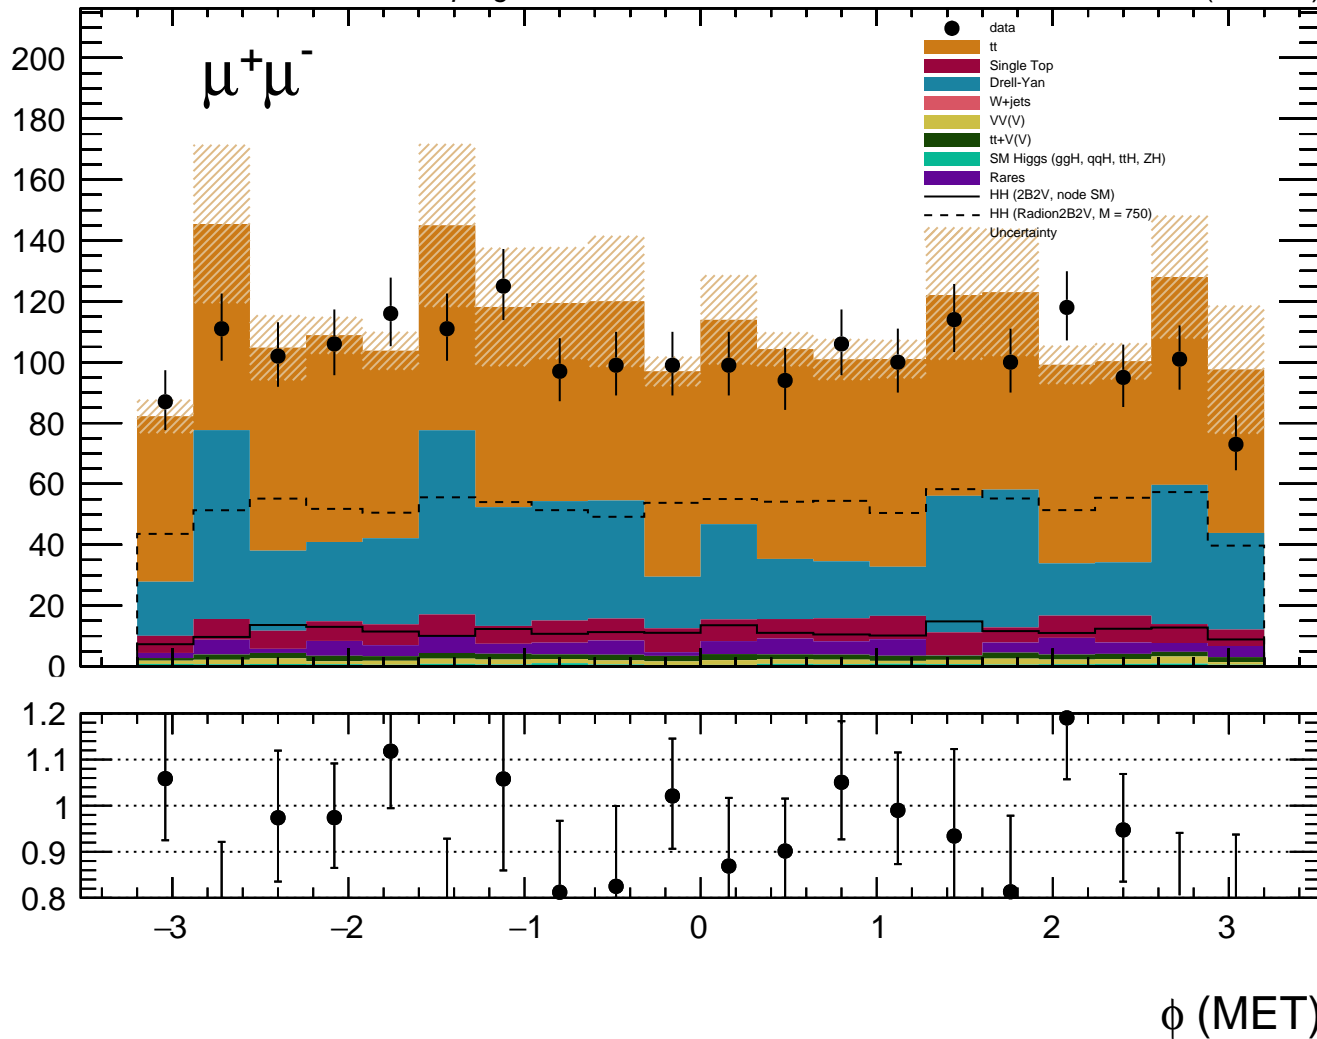 μ+μ-
data
tt
Single Top
Drell-Yan
W+jets
VV(V)
tt+V(V)
SM Higgs (ggH, qqH, ttH, ZH)
Rares
HH (2B2V, node SM)
HH (Radion2B2V, M = 750)
Uncertainty
200
180
160
140
120
100
80
60
40
20
0
1.2
1.1
1
0.9
0.8
−3 −2 −1 0 1 2 3
ϕ (MET)